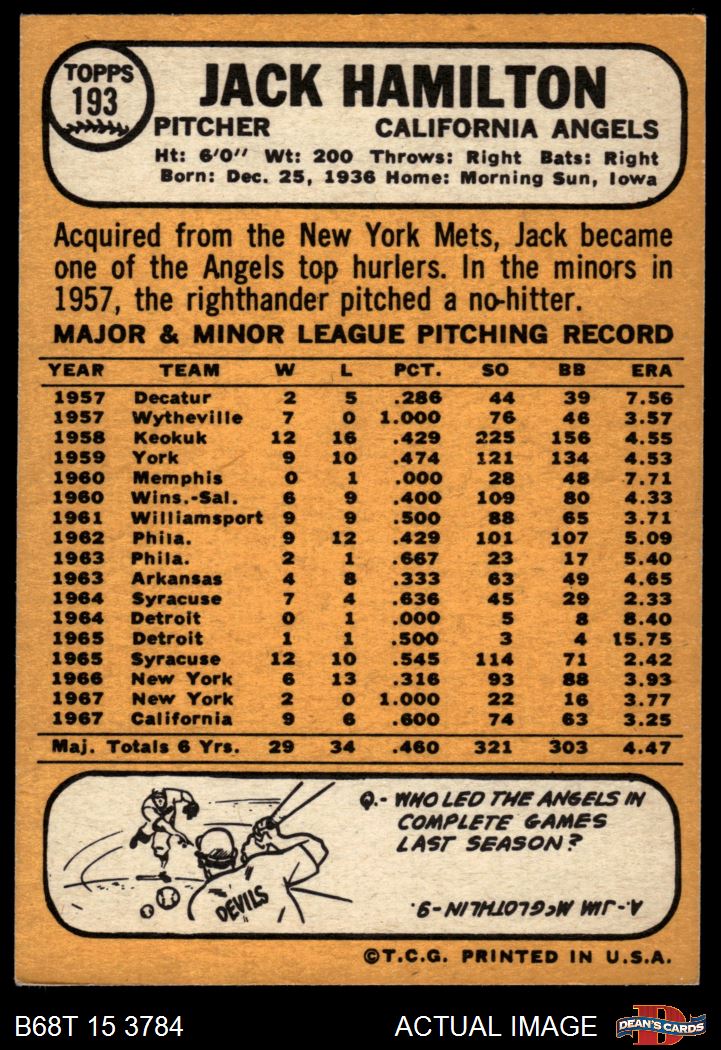 TOPPS
193
JACK HAMILTON
PITCHER CALIFORNIA ANGELS
Ht: 6'0" Wt: 200 Throws: Right Bats: Right
Born: Dec. 25, 1936 Home: Morning Sun, Iowa
Acquired from the New York Mets, Jack became
one of the Angels top hurlers. In the minors in
1957, the righthander pitched a no-hitter.
MAJOR & MINOR LEAGUE PITCHING RECORD
YEAR TEAM W L PCT. SO BB ERA
1957 Decatur 2 5 .286 44 39 7.56
1957 Wytheville 7 0 1.000 76 46 3.57
1958 Keokuk 12 16 .429 225 156 4.55
1959 York 9 10 .474 121 134 4.53
1960 Memphis 0 1 .000 28 48 7.71
1960 Wins.-Sal. 6 9 .400 109 80 4.33
1961 Williamsport 9 9 .500 88 65 3.71
1962 Phila. 9 12 .429 101 107 5.09
1963 Phila. 2 1 .667 23 17 5.40
1963 Arkansas 4 8 .333 63 49 4.65
1964 Syracuse 7 4 .636 45 29 2.33
1964 Detroit 0 1 .000 5 8 8.40
1965 Detroit 1 1 .500 3 4 15.75
1965 Syracuse 12 10 .545 114 71 2.42
1966 New York 6 13 .316 93 88 3.93
1967 New York 2 0 1.000 22 16 3.77
1967 California 9 6 .600 74 63 3.25
Maj. Totals 6 Yrs. 29 34 .460 321 303 4.47
Q.- WHO LED THE ANGELS IN
COMPLETE GAMES
LAST SEASON?
DEVILS
A.- JIM McGLOTHLIN-9.
©T.C.G. PRINTED IN U.S.A.
B68T 15 3784 ACTUAL IMAGE
D
DEAN'S CARDS